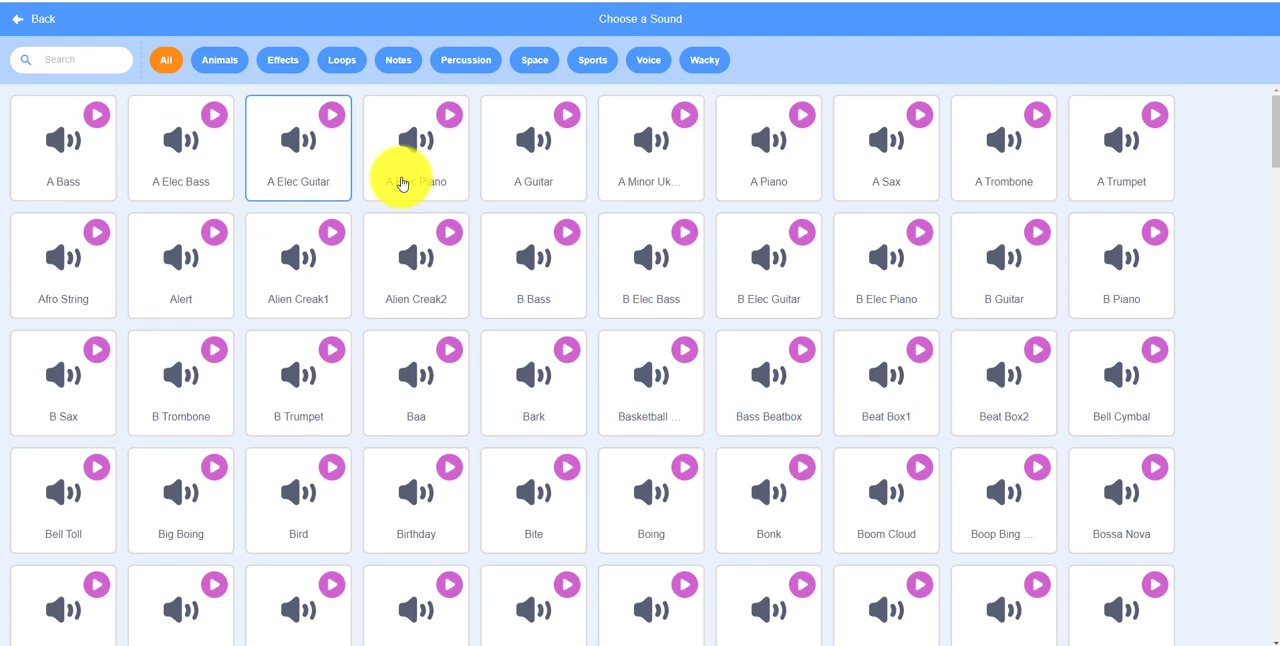 Back
Choose a Sound
Search
All Animals Effects Loops Notes Percussion Space Sports Voice Wacky
A Bass A Elec Bass A Elec Guitar A Elec Piano A Guitar A Minor Uk... A Piano A Sax A Trombone A Trumpet
Afro String Alert Alien Creak1 Alien Creak2 B Bass B Elec Bass B Elec Guitar B Elec Piano B Guitar B Piano
B Sax B Trombone B Trumpet Baa Bark Basketball ... Bass Beatbox Beat Box1 Beat Box2 Bell Cymbal
Bell Toll Big Boing Bird Birthday Bite Boing Bonk Boom Cloud Boop Bing ... Bossa Nova